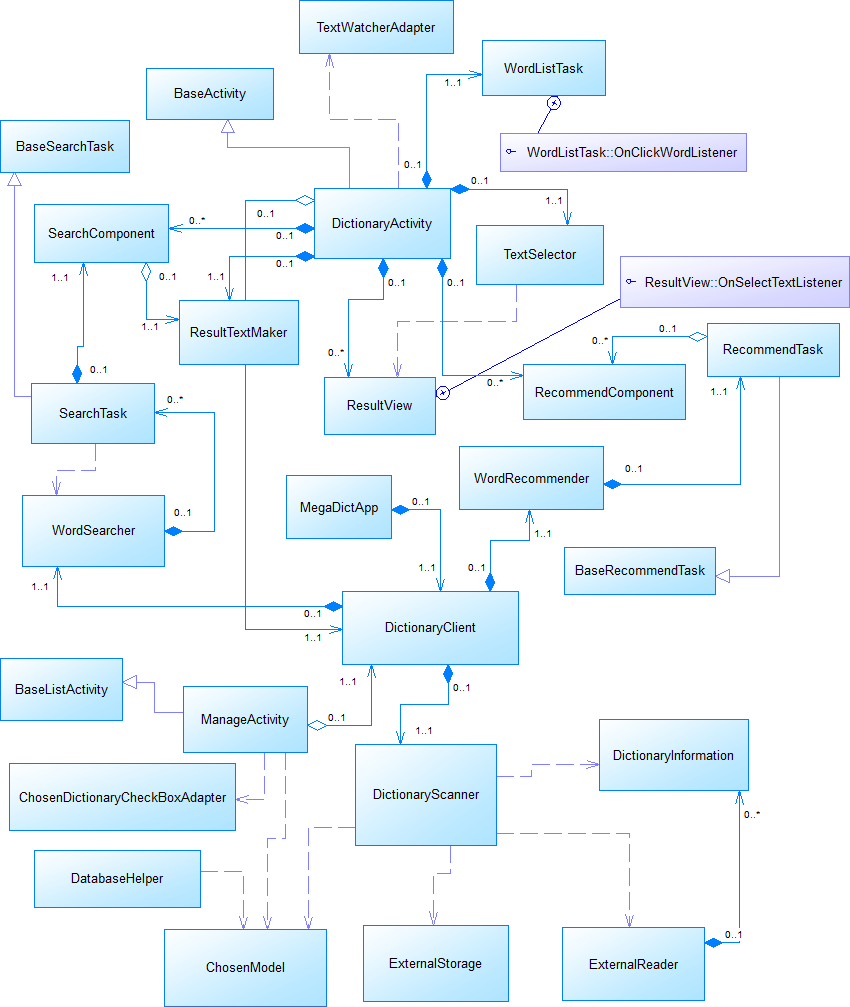 TextWatcherAdapter
WordListTask
1..1
BaseActivity
BaseSearchTask
WordListTask::OnClickWordListener
0..1
0..1
1..1
SearchComponent
0..*
0..1
0..1
DictionaryActivity
TextSelector
1..1
0..1
1..1
0..1
0..1
0..1
ResultView::OnSelectTextListener
1..1
ResultTextMaker
0..1
RecommendTask
0..*
0..*
0..1
0..*
RecommendComponent
1..1
SearchTask
0..*
ResultView
WordRecommender
0..1
MegaDictApp
0..1
0..1
WordSearcher
1..1
1..1
0..1
BaseRecommendTask
1..1
0..1
DictionaryClient
1..1
BaseListActivity
1..1
0..1
ManageActivity
0..1
1..1
DictionaryInformation
ChosenDictionaryCheckBoxAdapter
DictionaryScanner
0..*
DatabaseHelper
0..1
ChosenModel
ExternalStorage
ExternalReader